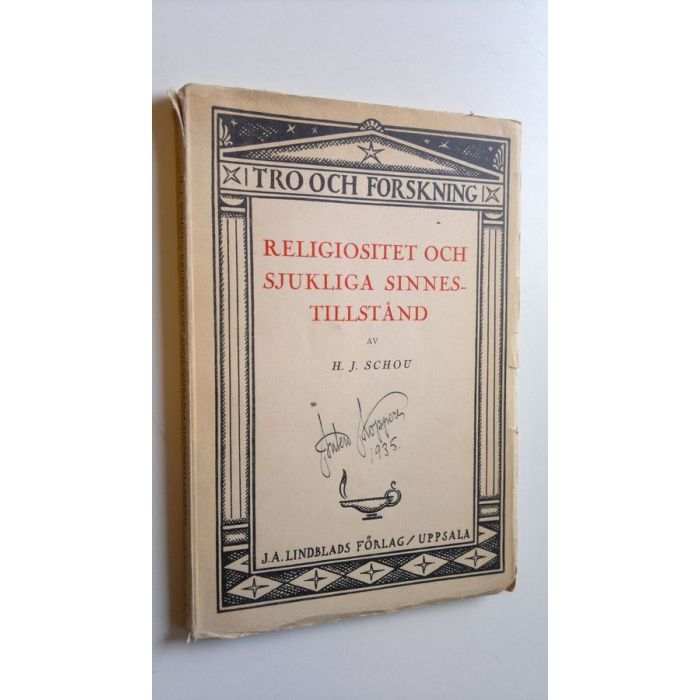 TRO OCH FORSKNING
RELIGIOSITET OCH
SJUKLIGA SINNES-
TILLSTÅND
AV
H. J. SCHOU
1935.
J.A. LINDBLADS FÖRLAG / UPPSALA